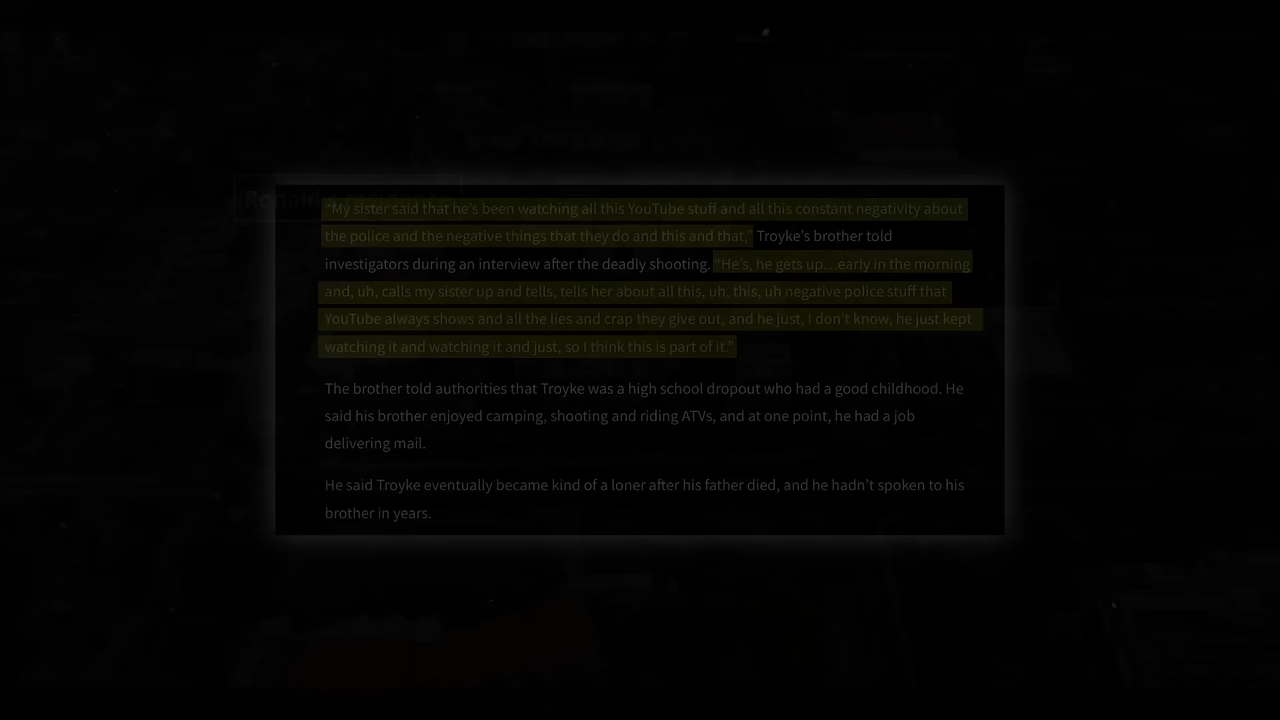 “My sister said that he’s been watching all this YouTube stuff and all this constant negativity about
the police and the negative things that they do and this and that,” Troyke’s brother told
investigators during an interview after the deadly shooting. “He’s, he gets up…early in the morning
and, uh, calls my sister up and tells, tells her about all this, uh, this, uh negative police stuff that
YouTube always shows and all the lies and crap they give out, and he just, I don’t know, he just kept
watching it and watching it and just, so I think this is part of it.”
The brother told authorities that Troyke was a high school dropout who had a good childhood. He
said his brother enjoyed camping, shooting and riding ATVs, and at one point, he had a job
delivering mail.
He said Troyke eventually became kind of a loner after his father died, and he hadn’t spoken to his
brother in years.